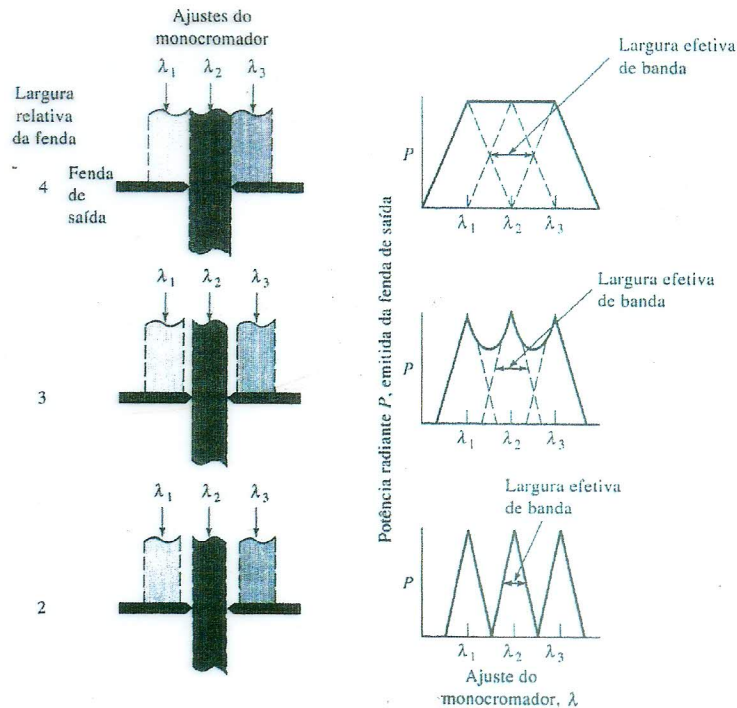 Ajustes do
monocromador
λ1 λ2 λ3
Largura
relativa
da fenda
4
Fenda
de
saída
λ1 λ2 λ3
3
λ1 λ2 λ3
2
Potência radiante P, emitida da fenda de saída
Largura efetiva
de banda
P
λ1 λ2 λ3
Largura efetiva
de banda
P
λ1 λ2 λ3
Largura efetiva
de banda
P
λ1 λ2 λ3
Ajuste do
monocromador, λ